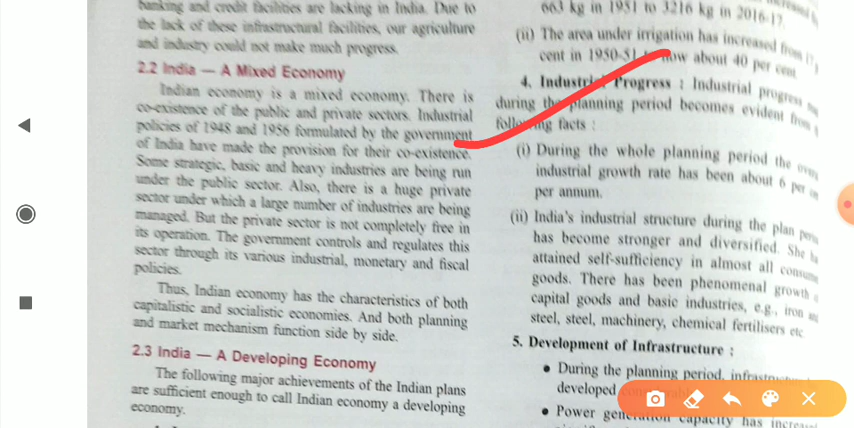 banking and credit facilities are lacking in India. Due to
the lack of these infrastructural facilities, our agriculture
and industry could not make much progress.
2.2 India — A Mixed Economy
Indian economy is a mixed economy. There is
co-existence of the public and private sectors. Industrial
policies of 1948 and 1956 formulated by the government
of India have made the provision for their co-existence.
Some strategic, basic and heavy industries are being run
under the public sector. Also, there is a huge private
sector under which a large number of industries are being
managed. But the private sector is not completely free in
its operation. The government controls and regulates this
sector through its various industrial, monetary and fiscal
policies.
Thus, Indian economy has the characteristics of both
capitalistic and socialistic economies. And both planning
and market mechanism function side by side.
2.3 India — A Developing Economy
The following major achievements of the Indian plans
are sufficient enough to call Indian economy a developing
economy.
663 kg in 1951 to 3216 kg in 2016-17.
(ii) The area under irrigation has increased from
cent in 1950-51 now about 40 per cent
4. Industrial Progress : Industrial progress
during the planning period becomes evident from
following facts :
(i) During the whole planning period the
industrial growth rate has been about 6 per
per annum.
(ii) India's industrial structure during the plan
has become stronger and diversified. She
attained self-sufficiency in almost all
goods. There has been phenomenal growth
capital goods and basic industries, e.g., iron
steel, steel, machinery, chemical fertilisers etc
5. Development of Infrastructure :
• During the planning period,
developed
• Power generation capacity has